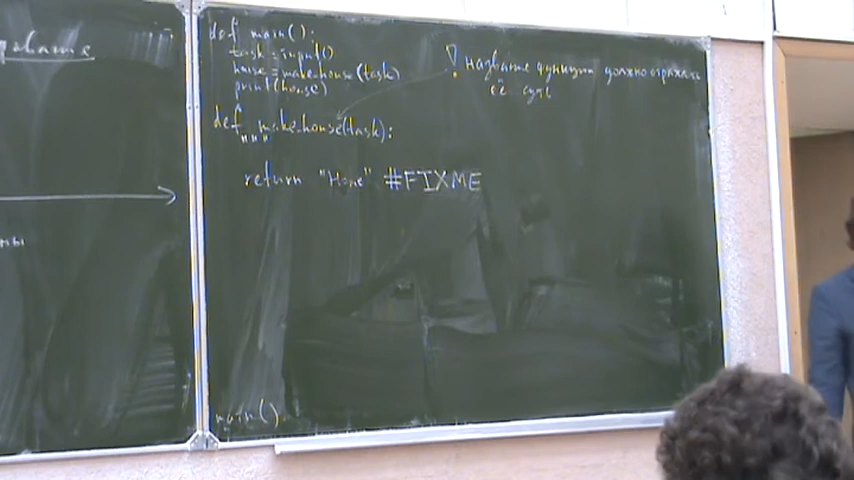 def main():
task = input()
house = make_house(task)
print(house)
def make_house(task):
"""
return "Home" #FIXME
main()
! название функции должно отражать
её суть